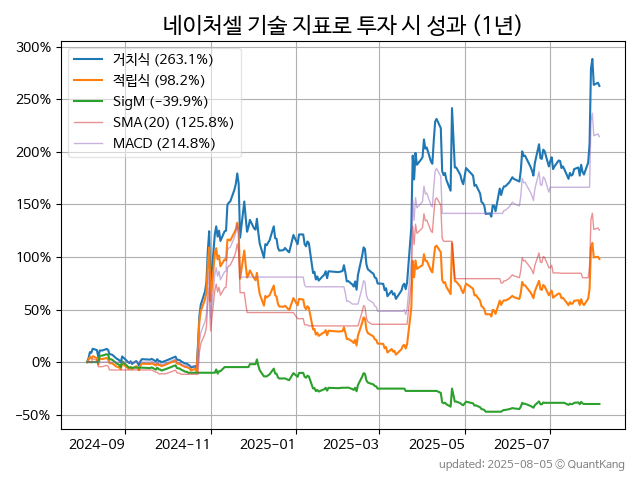 네이처셀 기술 지표로 투자 시 성과 (1년)
300%
250%
200%
150%
100%
50%
0%
−50%
거치식 (263.1%)
적립식 (98.2%)
SigM (−39.9%)
SMA(20) (125.8%)
MACD (214.8%)
2024-09
2024-11
2025-01
2025-03
2025-05
2025-07
updated: 2025-08-05 © QuantKang